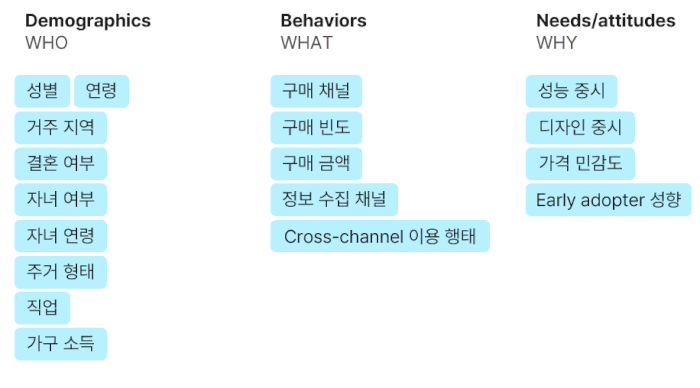 Demographics
WHO
성별 연령
거주 지역
결혼 여부
자녀 여부
자녀 연령
주거 형태
직업
가구 소득
Behaviors
WHAT
구매 채널
구매 빈도
구매 금액
정보 수집 채널
Cross-channel 이용 행태
Needs/attitudes
WHY
성능 중시
디자인 중시
가격 민감도
Early adopter 성향